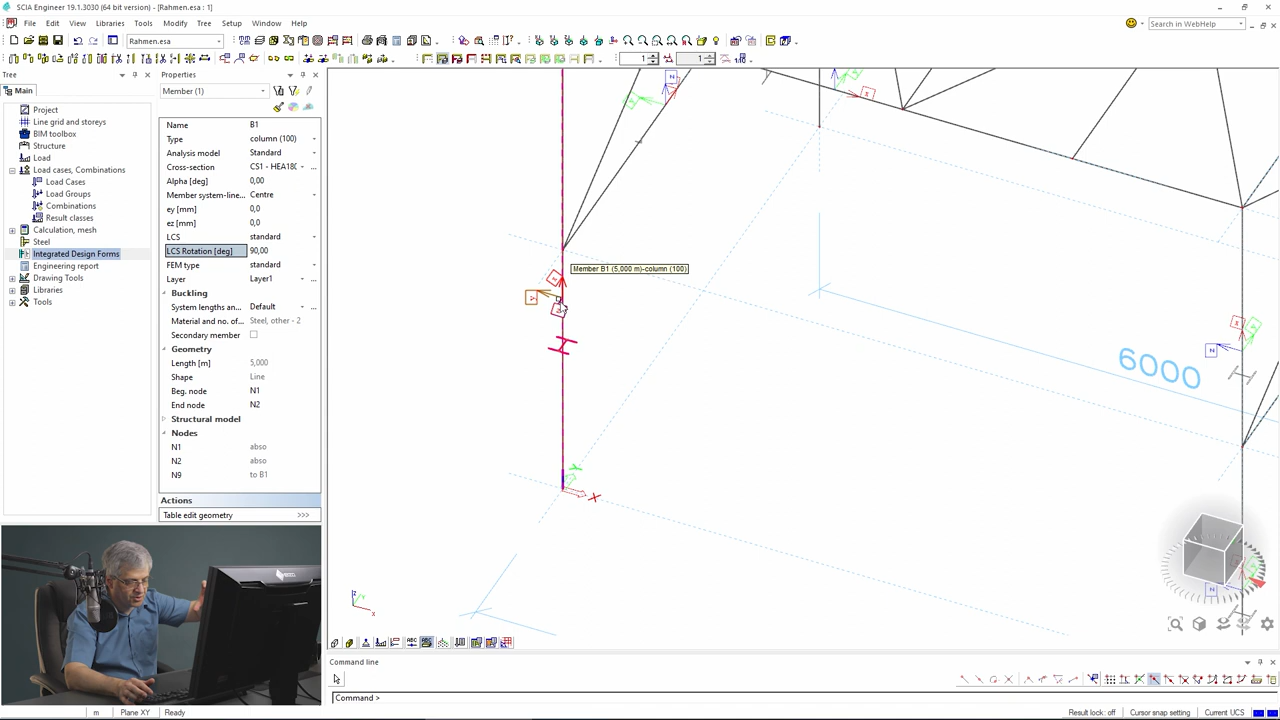 SCIA Engineer 19.1.3030 (64 bit version) - [Rahmen.esa : 1]
File Edit View Libraries Tools Modify Tree Setup Window Help
Search in WebHelp
Rahmen.esa
1
1
Tree
Main
Project
Line grid and storeys
BIM toolbox
Structure
Load
Load cases, Combinations
Load Cases
Load Groups
Combinations
Result classes
Calculation, mesh
Steel
Integrated Design Forms
Engineering report
Drawing Tools
Libraries
Tools
Properties
Member (1)
Name B1
Type column (100)
Analysis model Standard
Cross-section CS1 - HEA180
Alpha [deg] 0,00
Member system-line... Centre
ey [mm] 0,0
ez [mm] 0,0
LCS standard
LCS Rotation [deg] 90,00
FEM type standard
Layer Layer1
Buckling
System lengths an... Default
Material and no. of... Steel, other - 2
Secondary member
Geometry
Length [m] 5,000
Shape Line
Beg. node N1
End node N2
Structural model
Nodes
N1 abso
N2 abso
N9 to B1
Actions
Table edit geometry >>>
Member B1 (5,000 m)-column (100)
6000
Y
X
Command line
Command >
m Plane XY Ready
Result lock: off Cursor snap setting Current UCS